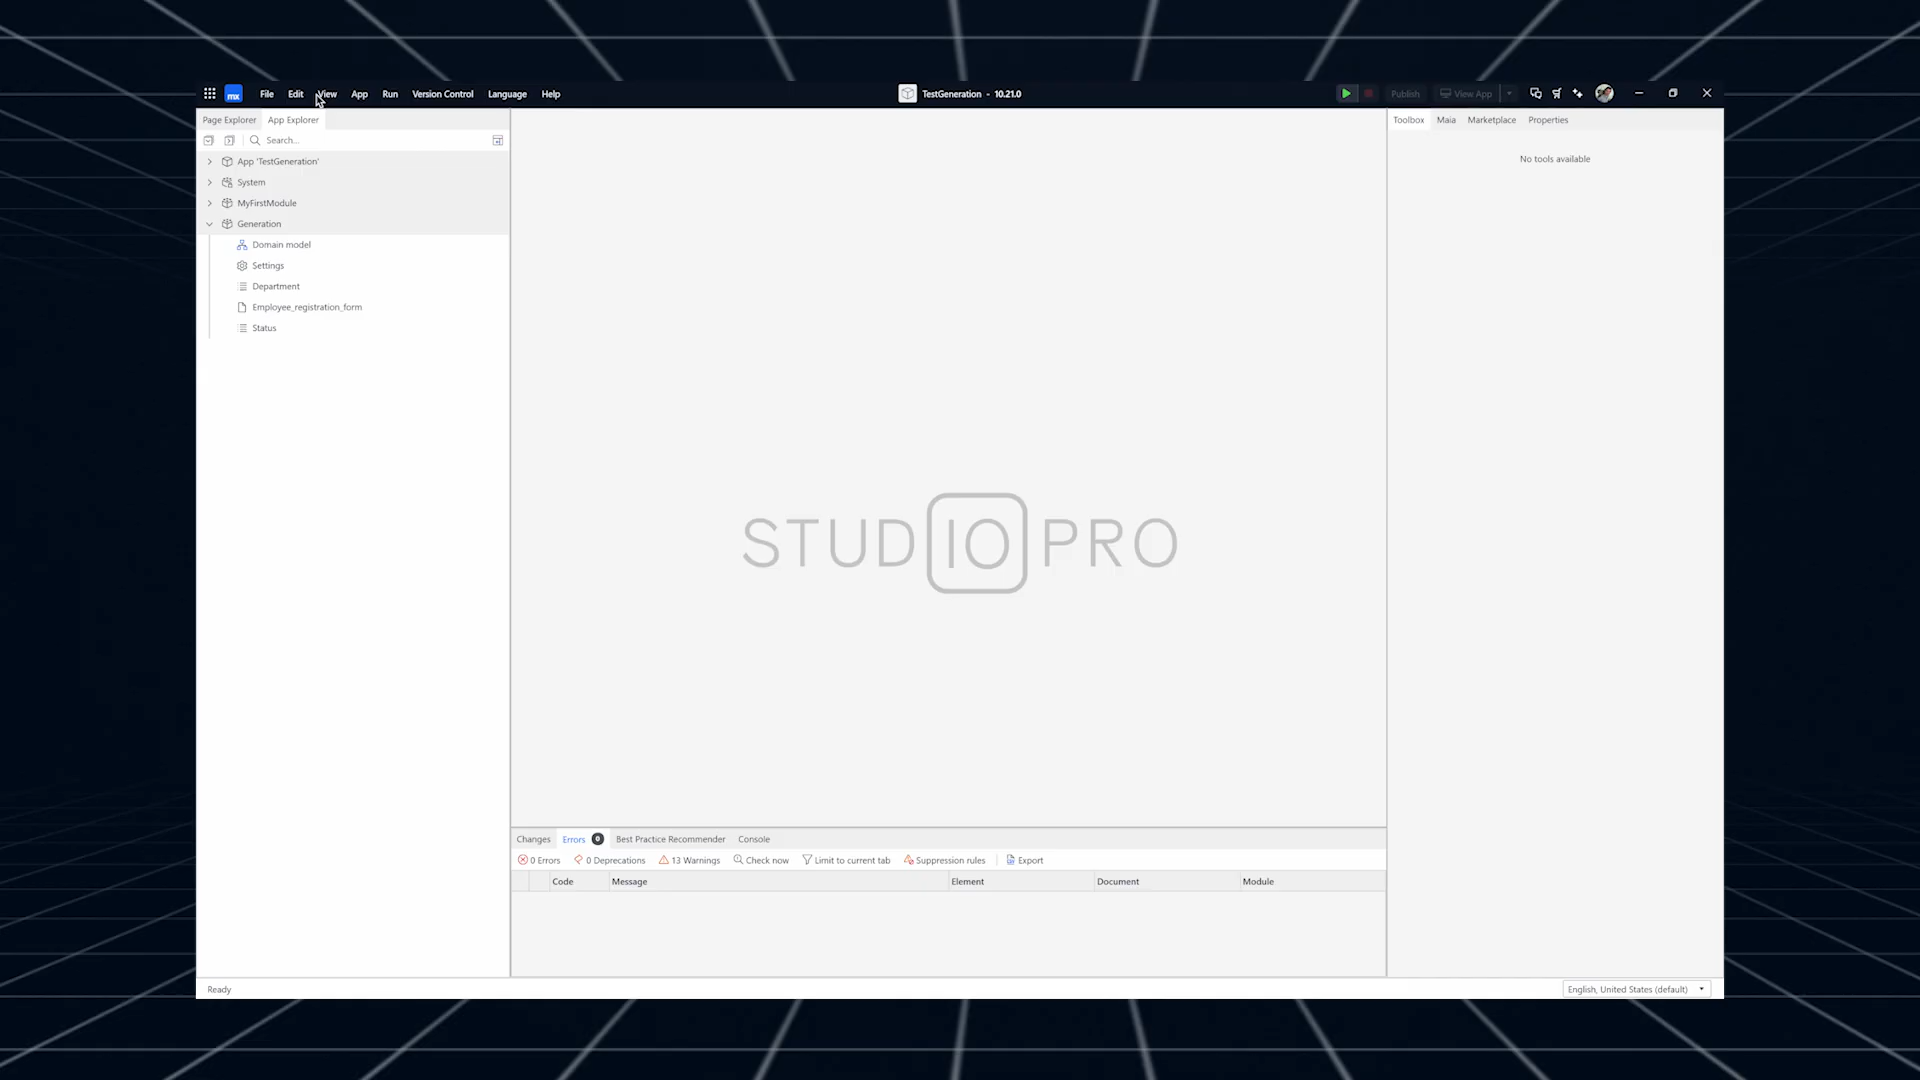 mx File Edit View App Run Version Control Language Help TestGeneration - 10.21.0 Publish View App
Page Explorer App Explorer
Search...
App 'TestGeneration'
System
MyFirstModule
Generation
Domain model
Settings
Department
Employee_registration_form
Status
STUDIO PRO
Toolbox Maia Marketplace Properties
No tools available
Changes Errors 0 Best Practice Recommender Console
0 Errors 0 Deprecations 13 Warnings Check now Limit to current tab Suppression rules Export
Code Message Element Document Module
Ready English, United States (default)